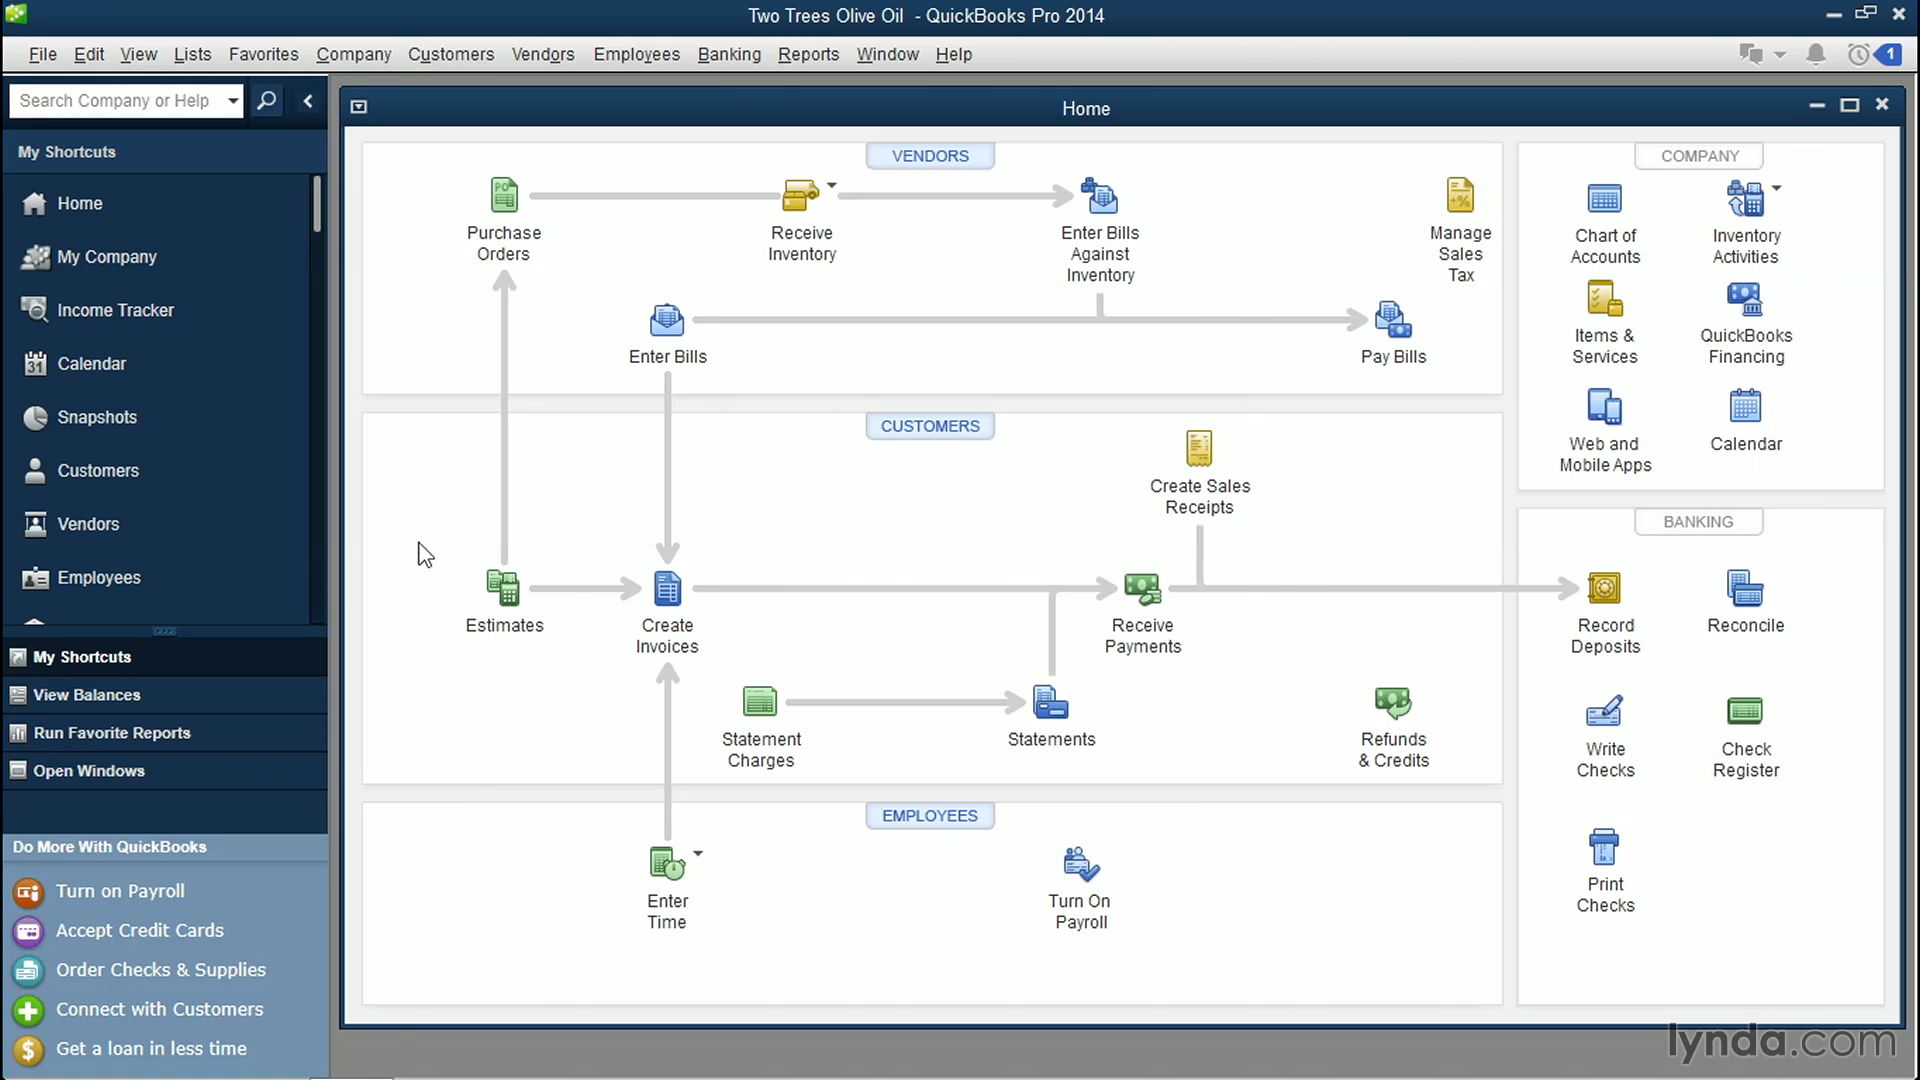 Two Trees Olive Oil - QuickBooks Pro 2014
File Edit View Lists Favorites Company Customers Vendors Employees Banking Reports Window Help
1
Search Company or Help
My Shortcuts
Home
My Company
Income Tracker
31
Calendar
Snapshots
Customers
Vendors
Employees
My Shortcuts
View Balances
Run Favorite Reports
Open Windows
Do More With QuickBooks
Turn on Payroll
Accept Credit Cards
Order Checks & Supplies
Connect with Customers
$
Get a loan in less time
Home
VENDORS
PO
Purchase
Orders
Receive
Inventory
Enter Bills
Against
Inventory
+%
Manage
Sales
Tax
Enter Bills
Pay Bills
CUSTOMERS
Create Sales
Receipts
Estimates
Create
Invoices
Receive
Payments
Statement
Charges
Statements
Refunds
& Credits
EMPLOYEES
Enter
Time
Turn On
Payroll
COMPANY
Chart of
Accounts
Inventory
Activities
Items &
Services
QuickBooks
Financing
Web and
Mobile Apps
Calendar
BANKING
Record
Deposits
Reconcile
Write
Checks
Check
Register
Print
Checks
lynda.com